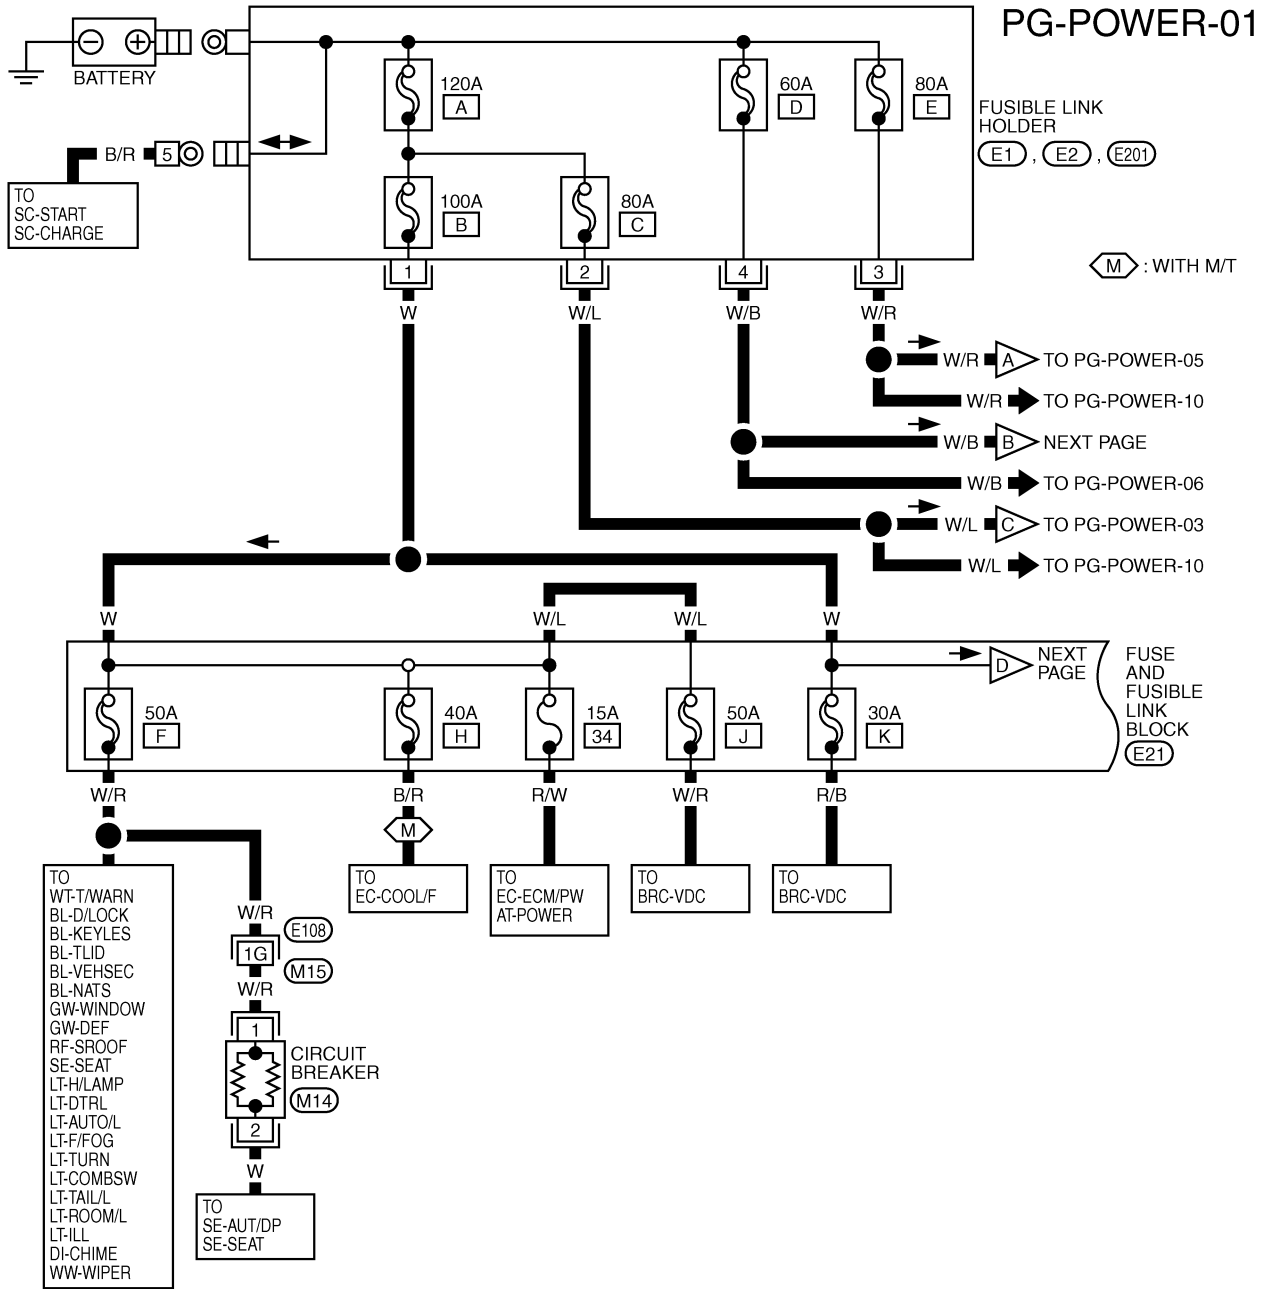 PG-POWER-01
BATTERY
B/R
5
TO
SC-START
SC-CHARGE
120A
A
100A
B
80A
C
60A
D
80A
E
FUSIBLE LINK
HOLDER
E1 , E2 , E201
M : WITH M/T
1
2
4
3
W
W/L
W/B
W/R
W/R A TO PG-POWER-05
W/R TO PG-POWER-10
W/B B NEXT PAGE
W/B TO PG-POWER-06
W/L C TO PG-POWER-03
W/L TO PG-POWER-10
W
W/L
W/L
W
D
NEXT
PAGE
FUSE
AND
FUSIBLE
LINK
BLOCK
E21
50A
F
40A
H
15A
34
50A
J
30A
K
W/R
B/R
R/W
W/R
R/B
M
TO
WT-T/WARN
BL-D/LOCK
BL-KEYLES
BL-TLID
BL-VEHSEC
BL-NATS
GW-WINDOW
GW-DEF
RF-SROOF
SE-SEAT
LT-H/LAMP
LT-DTRL
LT-AUTO/L
LT-F/FOG
LT-TURN
LT-COMBSW
LT-TAIL/L
LT-ROOM/L
LT-ILL
DI-CHIME
WW-WIPER
W/R
E108
1G
M15
W/R
1
CIRCUIT
BREAKER
M14
2
W
TO
SE-AUT/DP
SE-SEAT
TO
EC-COOL/F
TO
EC-ECM/PW
AT-POWER
TO
BRC-VDC
TO
BRC-VDC